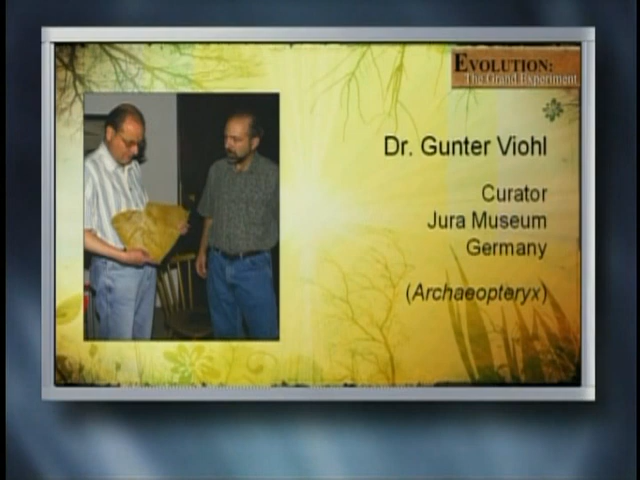 EVOLUTION:
The Grand Experiment
Dr. Gunter Viohl
Curator
Jura Museum
Germany
(Archaeopteryx)